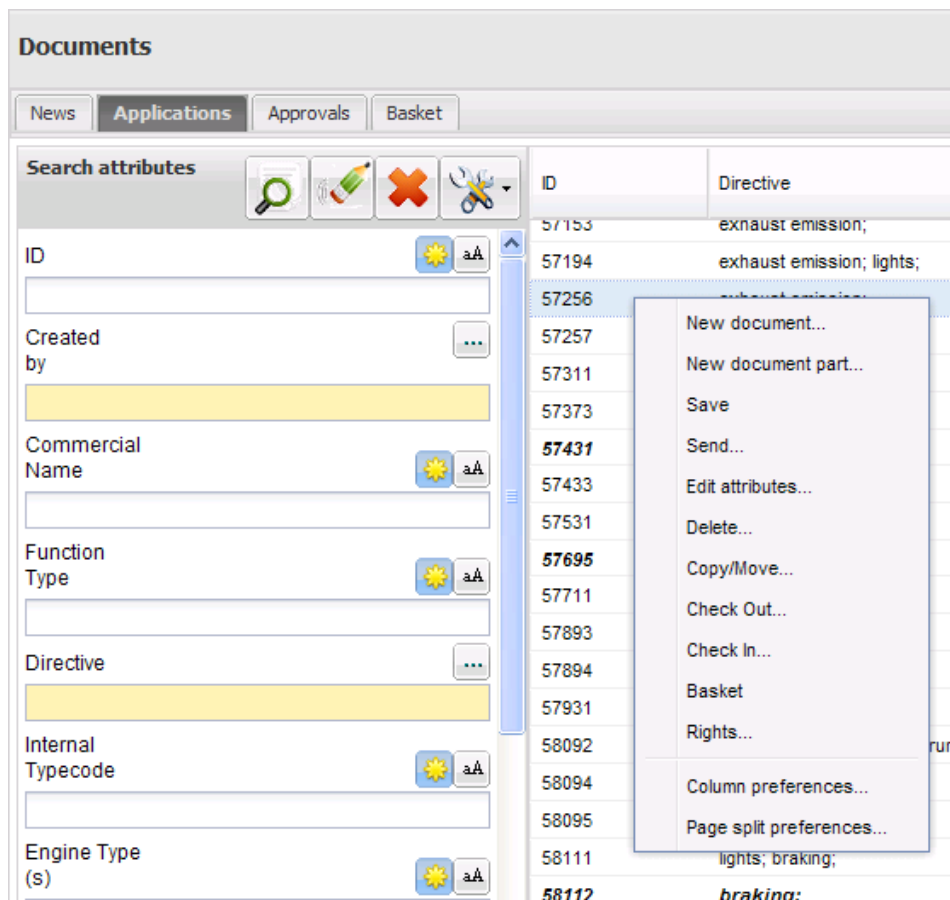 Documents
News Applications Approvals Basket
Search attributes
ID Directive
ID
aA
Created
by
...
Commercial
Name
aA
Function
Type
aA
Directive
...
Internal
Typecode
aA
Engine Type
(s)
aA
57153 exhaust emission;
57194 exhaust emission; lights;
57256 exhaust emission;
57257
57311
57373
57431
57433
57531
57695
57711
57893
57894
57931
58092
58094
58095
58111 lights; braking;
58112 braking;
New document...
New document part...
Save
Send...
Edit attributes...
Delete...
Copy/Move...
Check Out...
Check In...
Basket
Rights...
Column preferences...
Page split preferences...